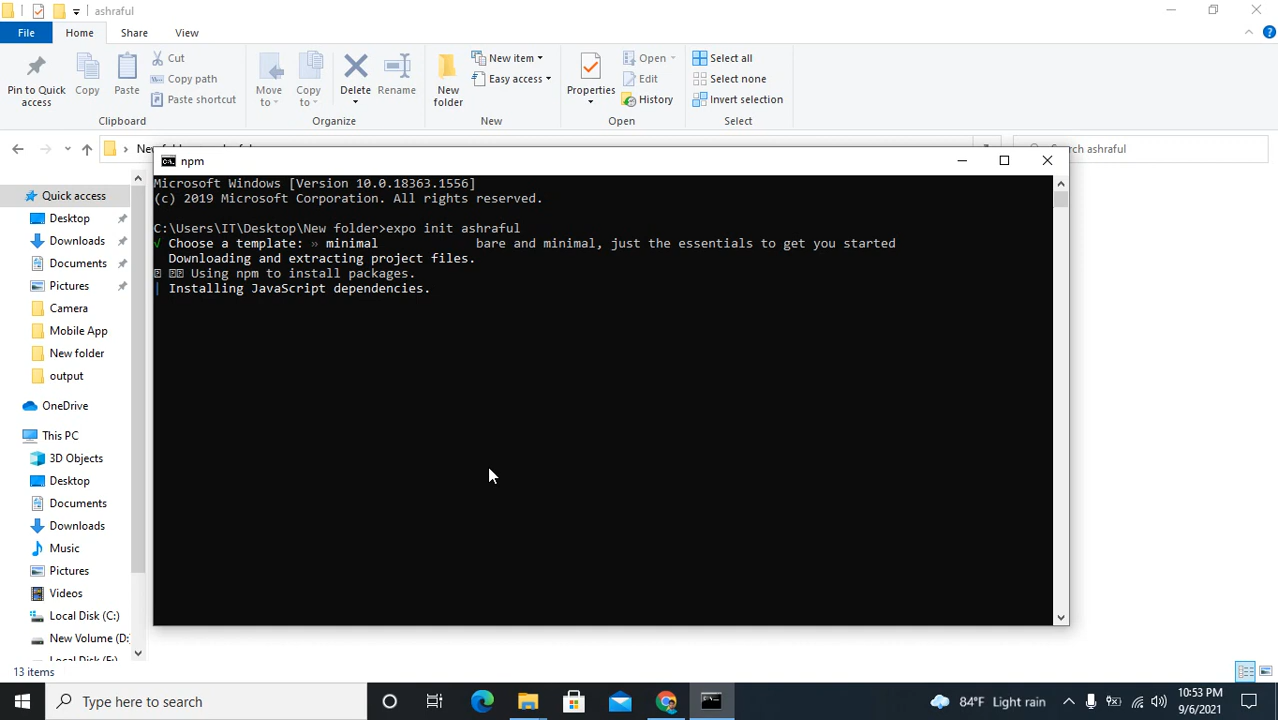 ashraful
File Home Share View
Pin to Quick access
Copy
Paste
Cut
Copy path
Paste shortcut
Clipboard
Move to
Copy to
Delete
Rename
Organize
New folder
New item
Easy access
New
Properties
Open
Edit
History
Open
Select all
Select none
Invert selection
Select
ashraful
npm
Microsoft Windows [Version 10.0.18363.1556]
(c) 2019 Microsoft Corporation. All rights reserved.
C:\Users\IT\Desktop\New folder>expo init ashraful
√ Choose a template: » minimal bare and minimal, just the essentials to get you started
Downloading and extracting project files.
Using npm to install packages.
| Installing JavaScript dependencies.
Quick access
Desktop
Downloads
Documents
Pictures
Camera
Mobile App
New folder
output
OneDrive
This PC
3D Objects
Desktop
Documents
Downloads
Music
Pictures
Videos
Local Disk (C:)
New Volume (D:
13 items
Type here to search
84°F Light rain
10:53 PM
9/6/2021